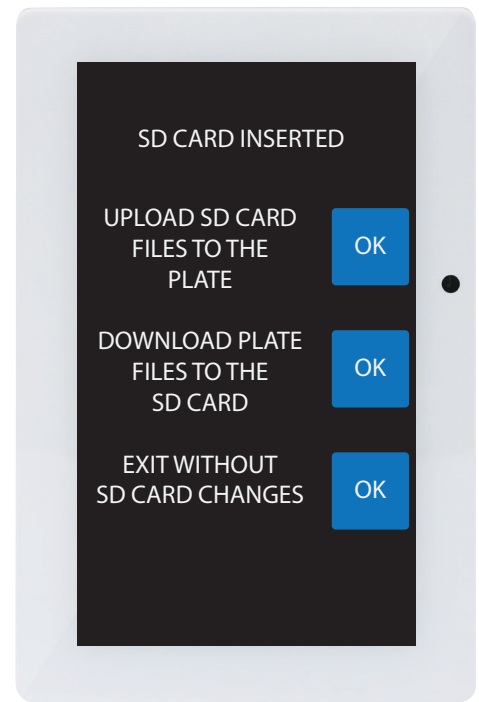 SD CARD INSERTED
UPLOAD SD CARD
FILES TO THE
PLATE
OK
DOWNLOAD PLATE
FILES TO THE
SD CARD
OK
EXIT WITHOUT
SD CARD CHANGES
OK